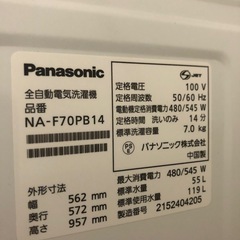 Panasonic
全自動電気洗濯機
品番
NA-F70PB14
外形寸法
幅 562 mm
奥行 572 mm
高さ 957 mm
JET
定格電圧 100 V
定格周波数 50/60 Hz
電動機定格消費電力 480/545 W
定格時間 洗いのみ 14 分
標準洗濯容量 7.0 kg
PS E
パナソニック株式会社
中国製
最大消費電力 480/545 W
標準水量 55 L
標準使用水量 119 L
製造番号 2152404205